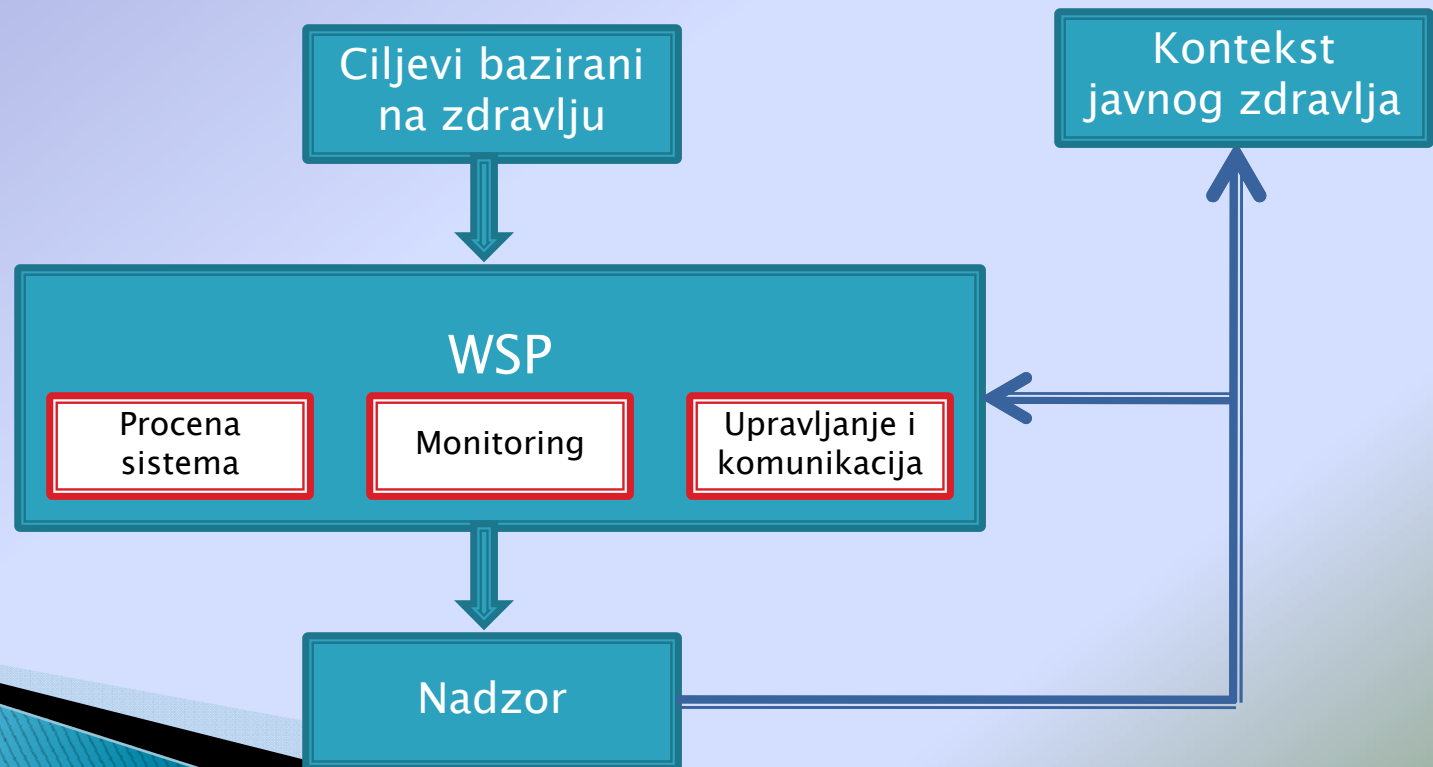 Ciljevi bazirani
na zdravlju
Kontekst
javnog zdravlja
WSP
Procena
sistema
Monitoring
Upravljanje i
komunikacija
Nadzor